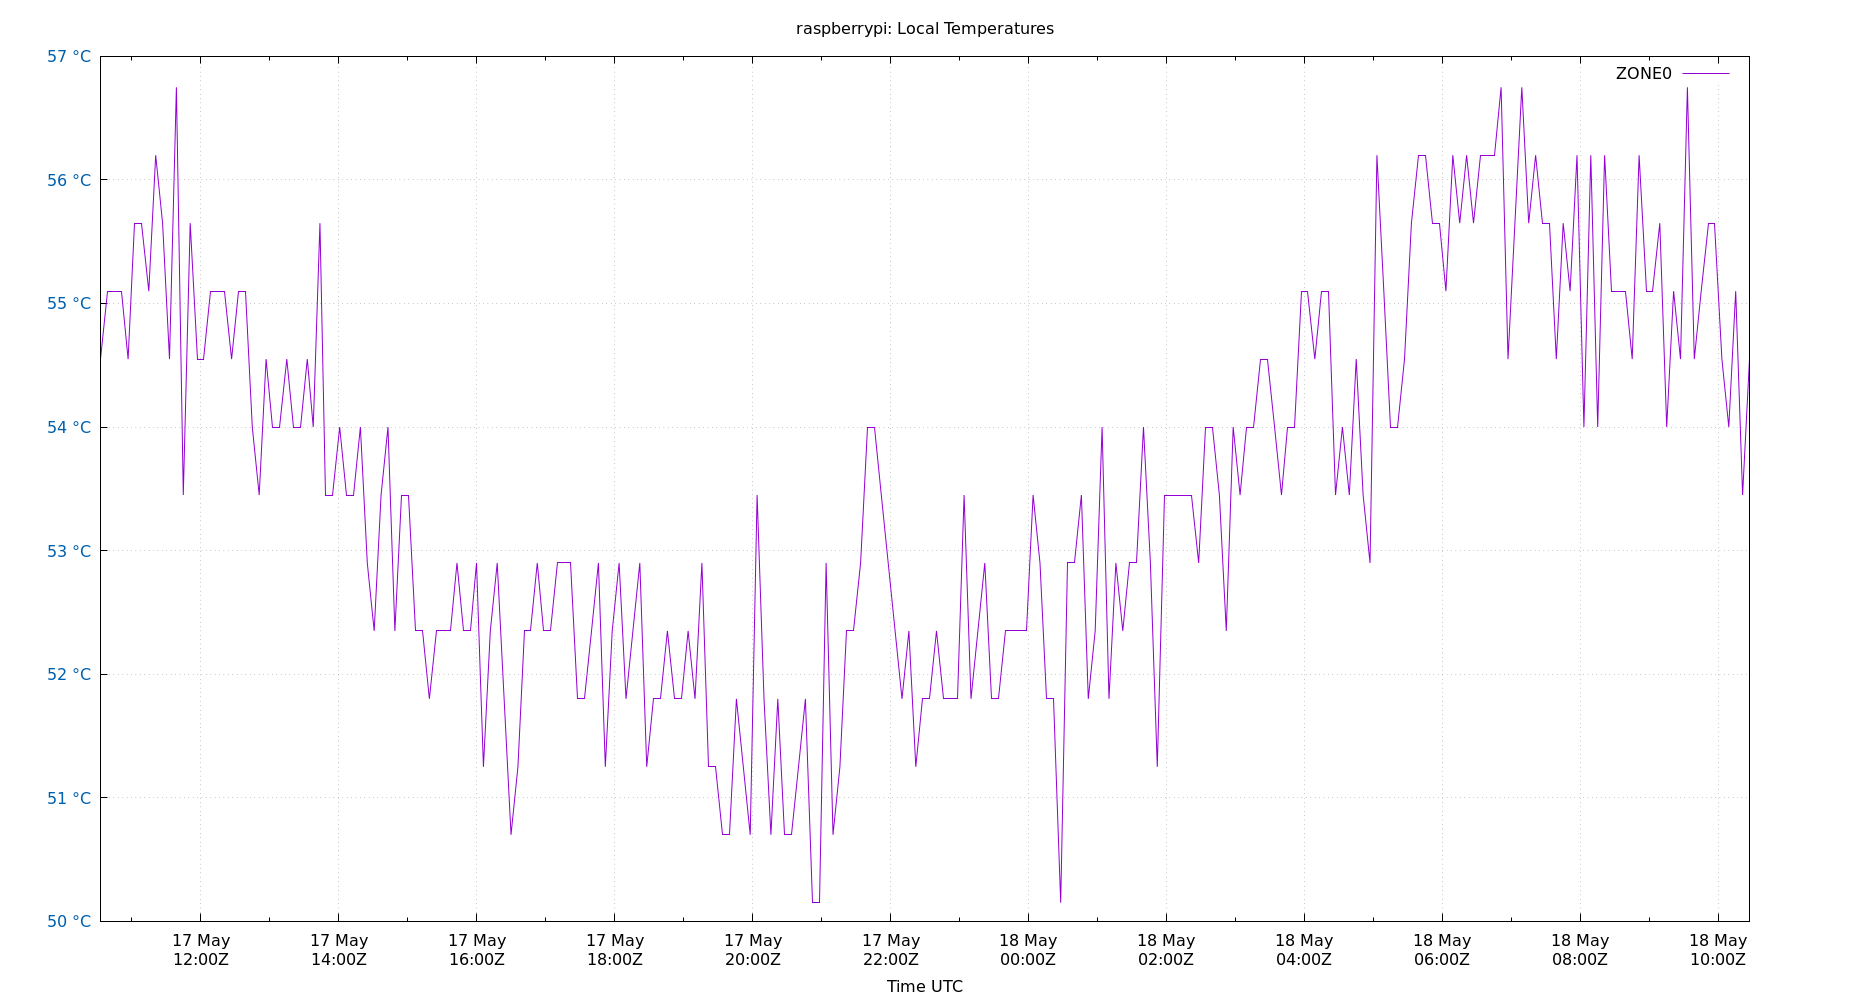 raspberrypi: Local Temperatures
ZONE0
57 °C
56 °C
55 °C
54 °C
53 °C
52 °C
51 °C
50 °C
17 May 17 May 17 May 17 May 17 May 17 May 18 May 18 May 18 May 18 May 18 May 18 May
12:00Z 14:00Z 16:00Z 18:00Z 20:00Z 22:00Z 00:00Z 02:00Z 04:00Z 06:00Z 08:00Z 10:00Z
Time UTC